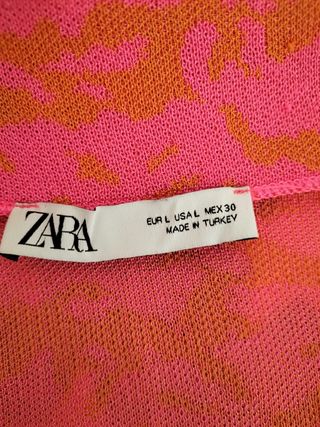 ZARA
EUR L USA L MEX 30
MADE IN TURKEY